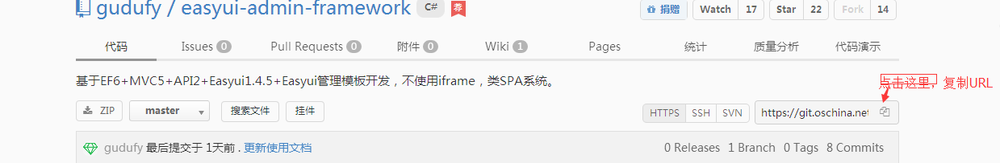 gudufy / easyui-admin-framework C# 荐 捐赠 Watch 17 Star 22 Fork 14
代码 Issues 0 Pull Requests 0 附件 0 Wiki 1 Pages 统计 质量分析 代码演示
基于EF6+MVC5+API2+Easyui1.4.5+Easyui管理模板开发，不使用iframe，类SPA系统。
点击这里，复制URL
ZIP master 搜索文件 挂件 HTTPS SSH SVN https://git.oschina.net
gudufy 最后提交于 1天前 . 更新使用文档 0 Releases 1 Branch 0 Tags 8 Commits